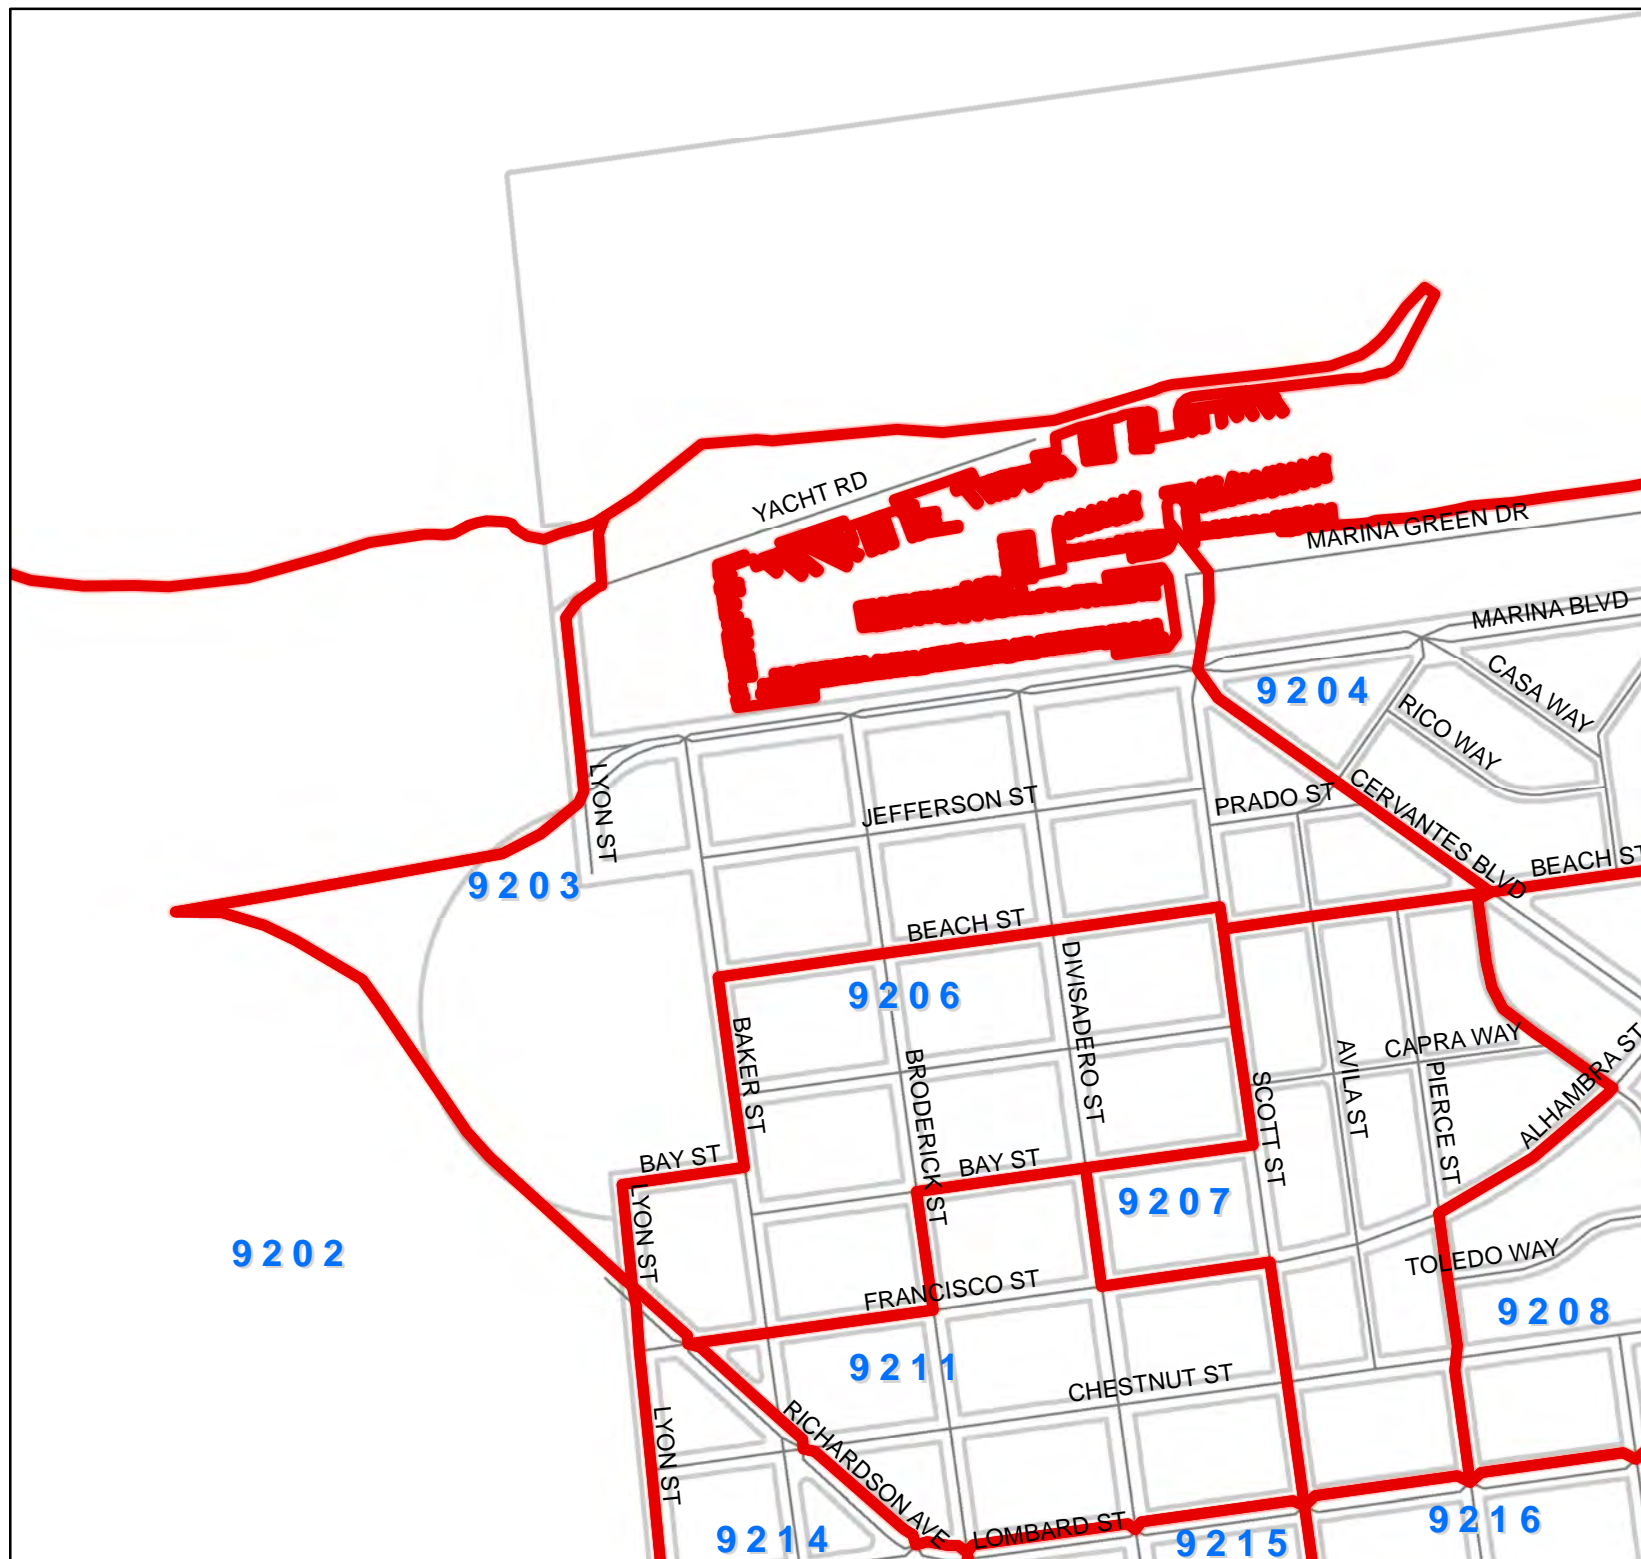 YACHT RD
MARINA GREEN DR
MARINA BLVD
9204
CASA WAY
RICO WAY
LYON ST
JEFFERSON ST
PRADO ST
CERVANTES BLVD
BEACH ST
9203
BEACH ST
9206
DIVISADERO ST
BAKER ST
BRODERICK ST
AVILA ST
CAPRA WAY
PIERCE ST
ALHAMBRA ST
SCOTT ST
BAY ST
BAY ST
LYON ST
9207
9202
TOLEDO WAY
FRANCISCO ST
9208
9211
CHESTNUT ST
LYON ST
RICHARDSON AVE
LOMBARD ST
9214
9215
9216